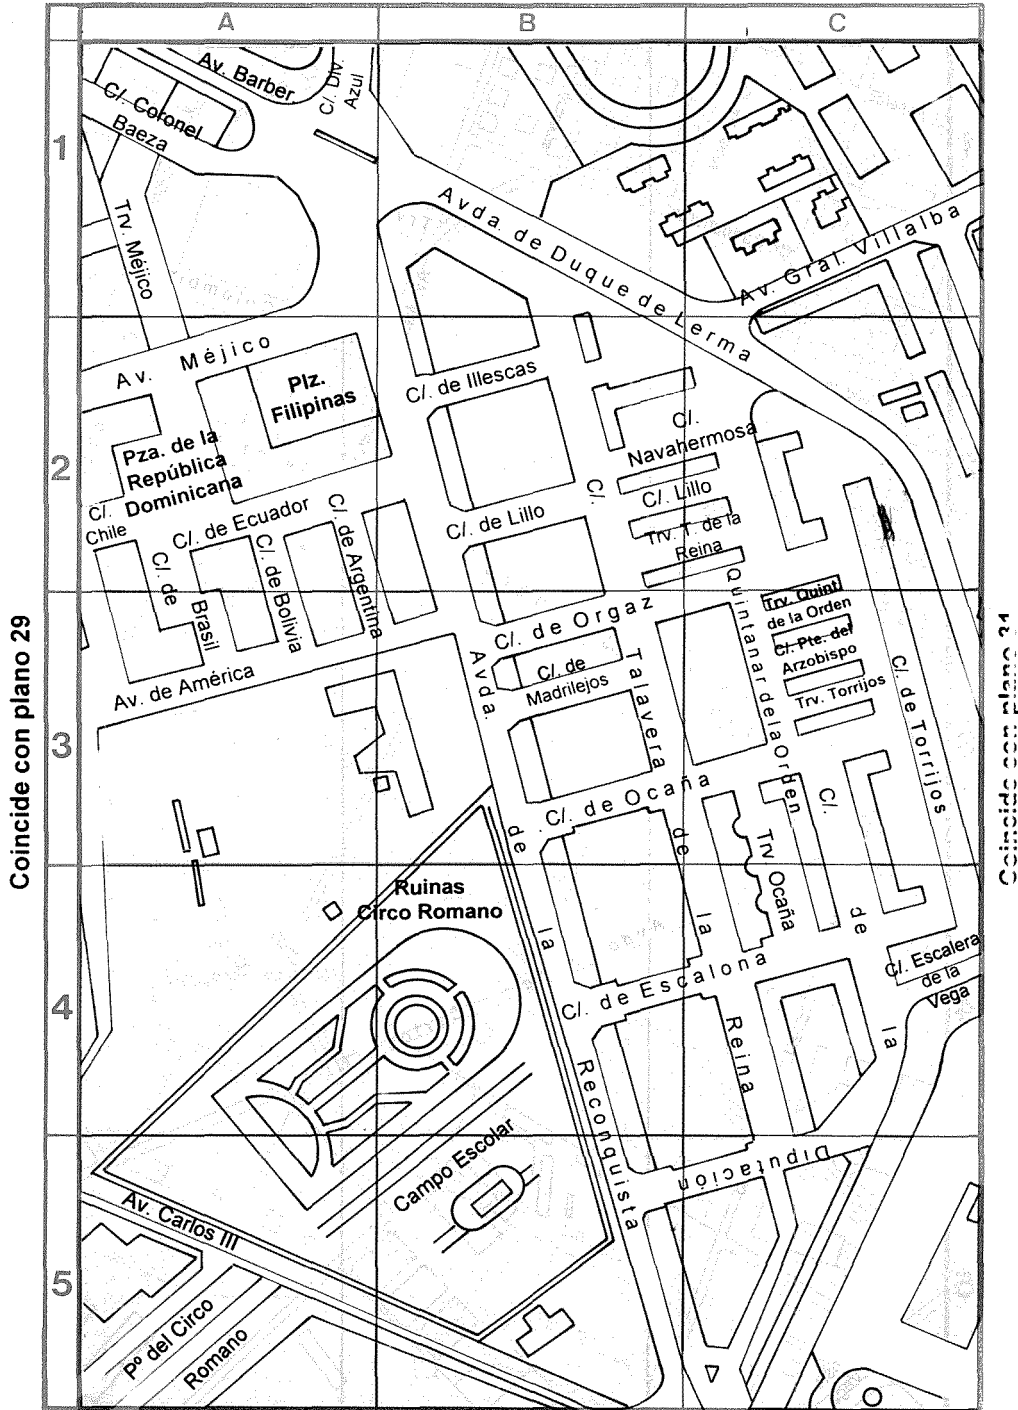 A
B
C
1
2
3
4
5
Coincide con plano 29
Coincide con plano 31
Av. Barber
C/. Div.
Azul
C/. Coronel
Baeza
Trv. Méjico
Avda. de Duque de Lerma
Av. Gral. Villalba
Av. Méjico
Plz.
Filipinas
C/. de Illescas
Pza. de la
República
Dominicana
C/.
Navahermosa
C/.
Chile
C/. de Ecuador
C/. de Argentina
C/. de Lillo
C/.
C/. Lillo
Trv. T. de la
Reina
C/. de
Brasil
C/. de Bolivia
C/. de Orgaz
Quintanar de la Orden
Trv. Quint.
de la Orden
C/. Pte. del
Arzobispo
Av. de América
Avda.
C/. de
Madrilejos
Talavera
Trv. Torrijos
C/. de Torrijos
C/. de Ocaña
C/.
de
de
Trv. Ocaña
Ruinas
Circo Romano
la
la
de
C/. de Escalona
C/. Escalera
de la
Vega
Reina
la
Reconquista
Campo Escolar
Diputación
Av. Carlos III
Pº del Circo
Romano